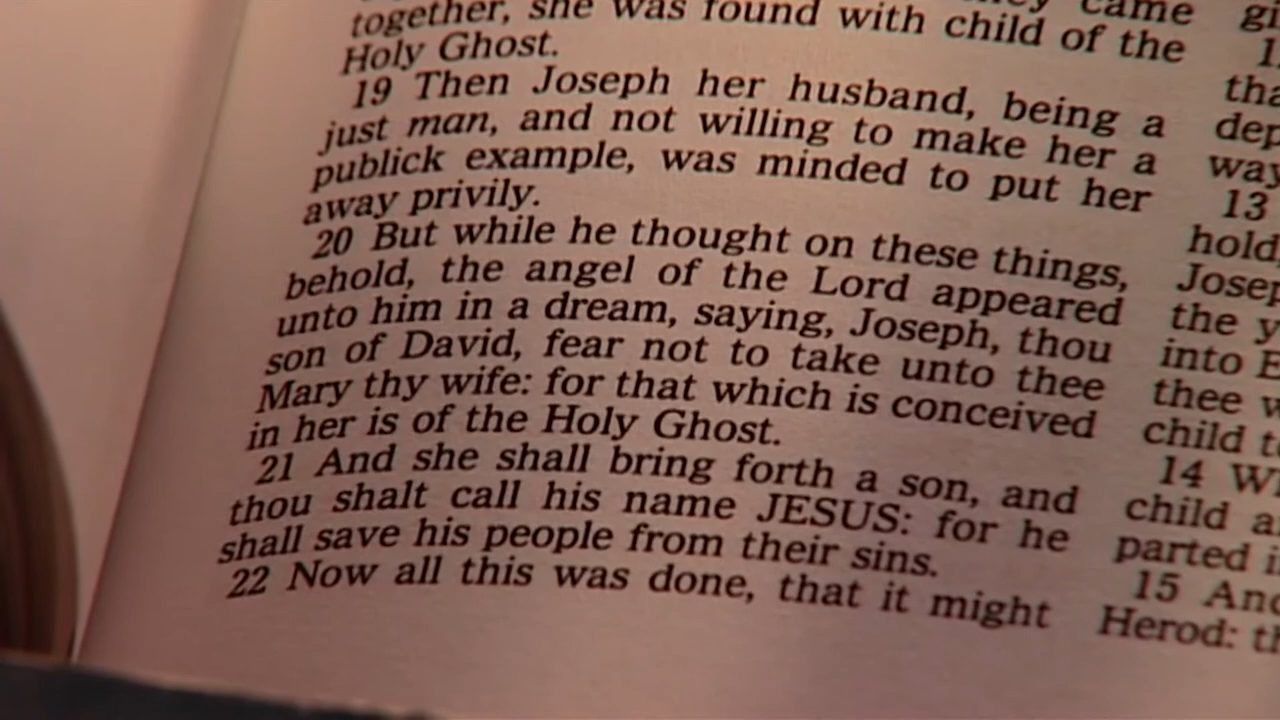 came
together, she was found with child of the
Holy Ghost.
19 Then Joseph her husband, being a
just man, and not willing to make her a
publick example, was minded to put her
away privily.
20 But while he thought on these things,
behold, the angel of the Lord appeared
unto him in a dream, saying, Joseph, thou
son of David, fear not to take unto thee
Mary thy wife: for that which is conceived
in her is of the Holy Ghost.
21 And she shall bring forth a son, and
thou shalt call his name JESUS: for he
shall save his people from their sins.
22 Now all this was done, that it might
13
hold,
the
into
thee
child
14
child
parted
15
Herod: